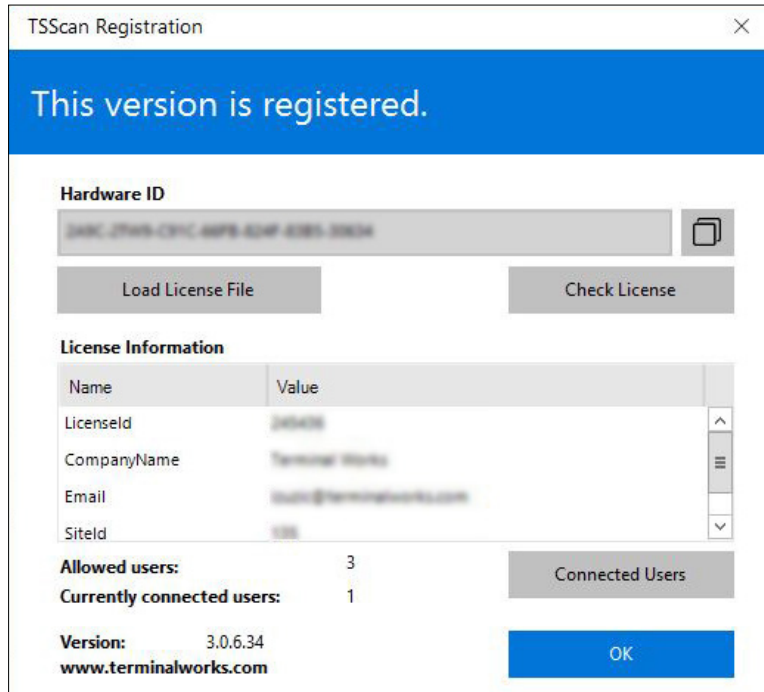 TSScan Registration
This version is registered.
Hardware ID
Load License File Check License
License Information
Name Value
LicenseId
CompanyName Terminal Works
Email
SiteId
Allowed users: 3
Connected Users
Currently connected users: 1
Version: 3.0.6.34
OK
www.terminalworks.com